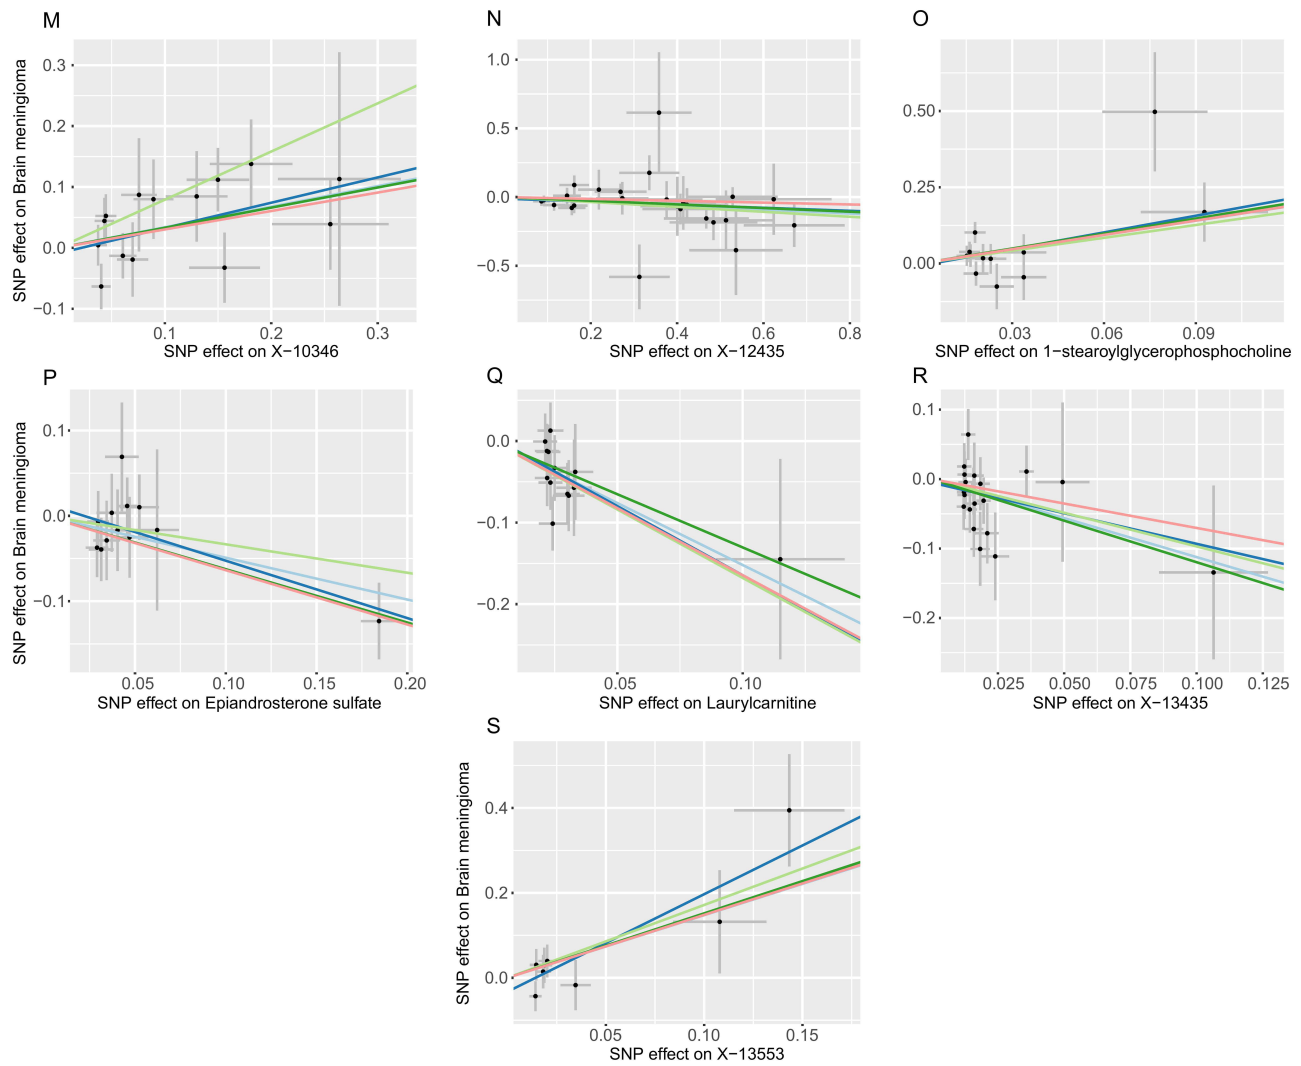 M
N
O
SNP effect on Brain meningioma
0.3
0.2
0.1
0.0
−0.1
0.1
0.2
0.3
SNP effect on X−10346
1.0
0.5
0.0
−0.5
0.2
0.4
0.6
0.8
SNP effect on X−12435
0.50
0.25
0.00
0.03
0.06
0.09
SNP effect on 1−stearoylglycerophosphocholine
P
Q
R
SNP effect on Brain meningioma
0.1
0.0
−0.1
0.05
0.10
0.15
0.20
SNP effect on Epiandrosterone sulfate
0.0
−0.1
−0.2
0.05
0.10
SNP effect on Laurylcarnitine
0.1
0.0
−0.1
−0.2
0.025
0.050
0.075
0.100
0.125
SNP effect on X−13435
S
SNP effect on Brain meningioma
0.4
0.2
0.0
0.05
0.10
0.15
SNP effect on X−13553